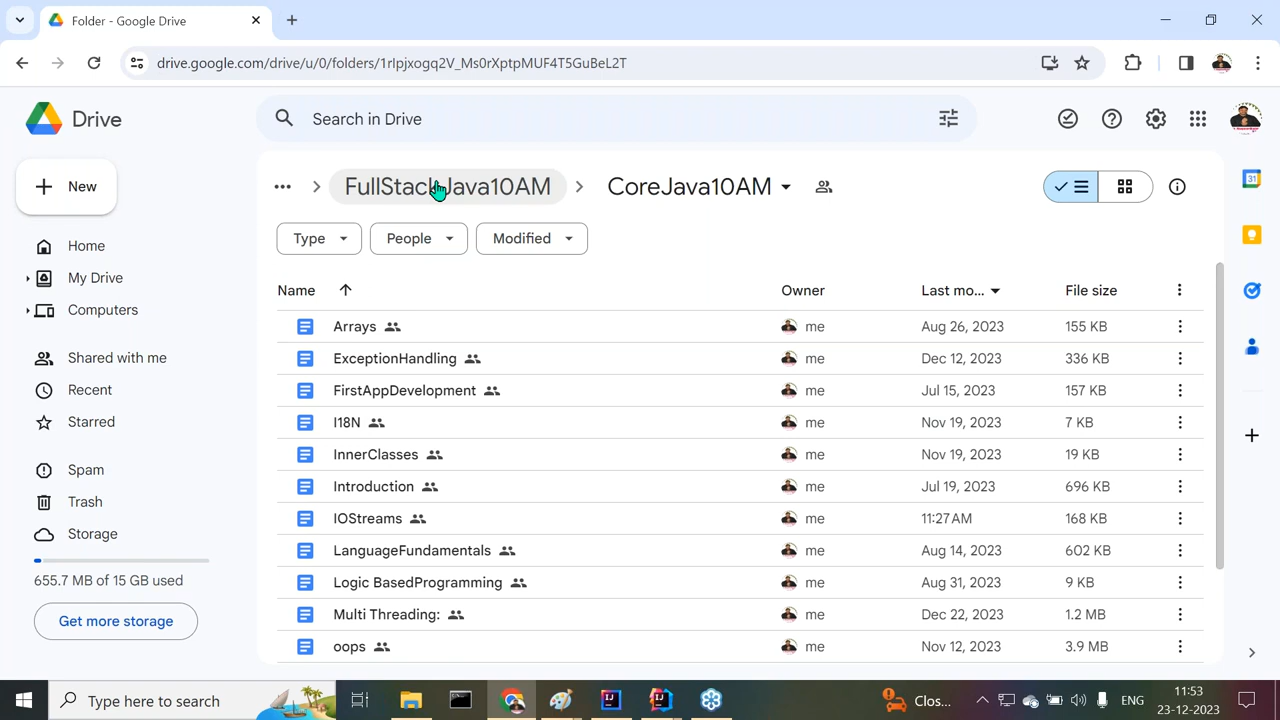 Folder - Google Drive
drive.google.com/drive/u/0/folders/1rIpjxogq2V_Ms0rXptpMUF4T5GuBeL2T
Drive
Search in Drive
New
FullStackJava10AM
CoreJava10AM
Type
People
Modified
Home
My Drive
Computers
Shared with me
Recent
Starred
Spam
Trash
Storage
655.7 MB of 15 GB used
Get more storage
Name Owner Last mo... File size
Arrays me Aug 26, 2023 155 KB
ExceptionHandling me Dec 12, 2023 336 KB
FirstAppDevelopment me Jul 15, 2023 157 KB
I18N me Nov 19, 2023 7 KB
InnerClasses me Nov 19, 2023 19 KB
Introduction me Jul 19, 2023 696 KB
IOStreams me 11:27 AM 168 KB
LanguageFundamentals me Aug 14, 2023 602 KB
Logic BasedProgramming me Aug 31, 2023 9 KB
Multi Threading: me Dec 22, 2023 1.2 MB
oops me Nov 12, 2023 3.9 MB
31
Type here to search
Clos...
ENG
11:53
23-12-2023